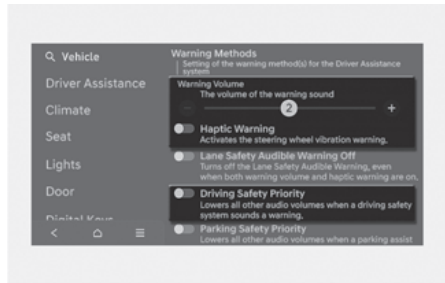 Vehicle
Driver Assistance
Climate
Seat
Lights
Door
Digital Keys
Warning Methods
Setting of the warning method(s) for the Driver Assistance
system
Warning Volume
The volume of the warning sound
2
Haptic Warning
Activates the steering wheel vibration warning.
Lane Safety Audible Warning Off
Turns off the Lane Safety Audible Warning, even
when both warning volume and haptic warning are on.
Driving Safety Priority
Lowers all other audio volumes when a driving safety
system sounds a warning.
Parking Safety Priority
Lowers all other audio volumes when a parking assist